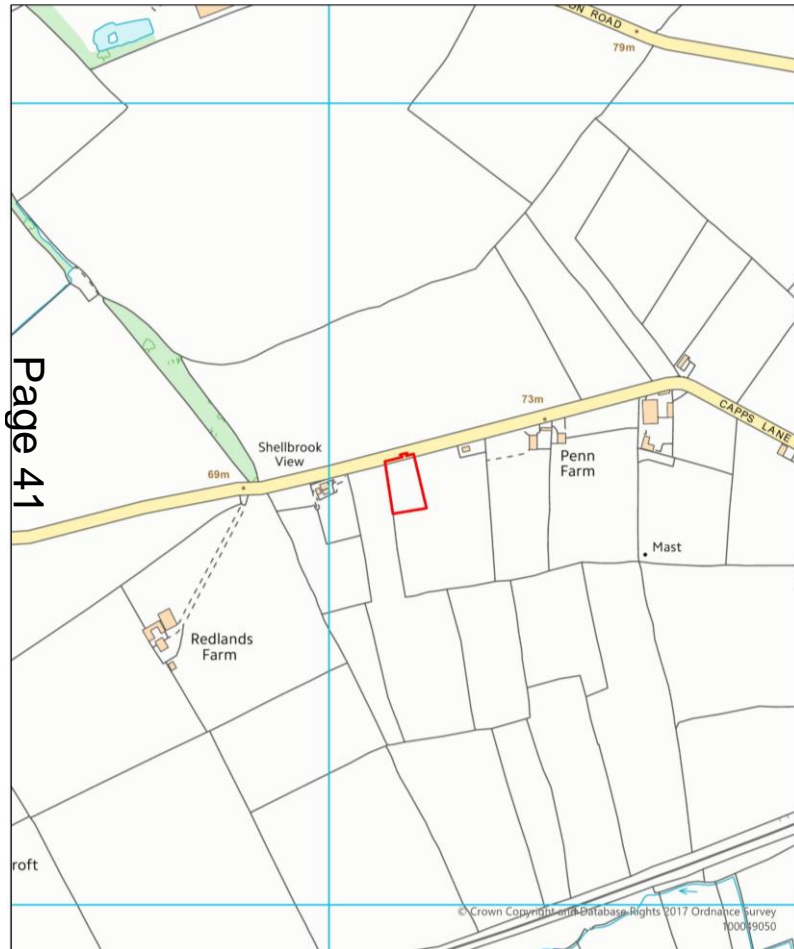 ON ROAD
79m
Page 41
73m
CAPPS LANE
Shellbrook
View
69m
Penn
Farm
Mast
Redlands
Farm
roft
© Crown Copyright and Database Rights 2017 Ordnance Survey
100049050